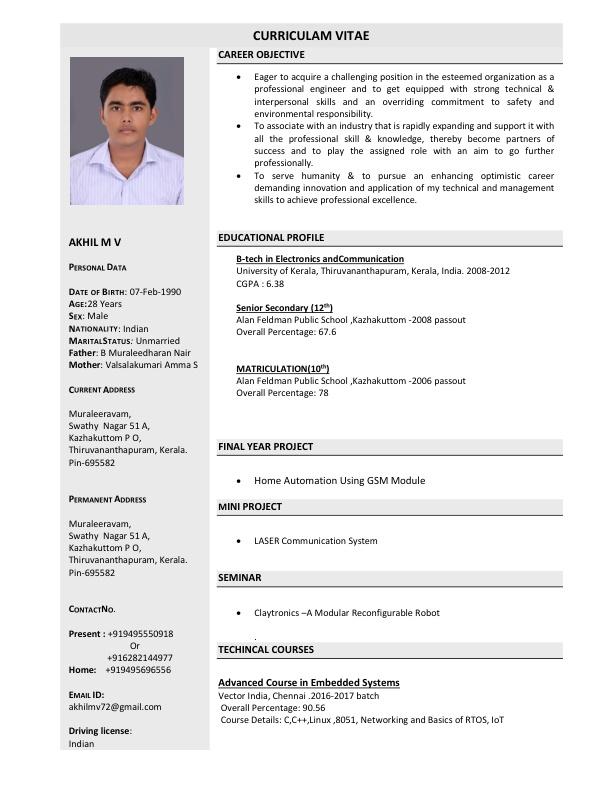 CURRICULAM VITAE
AKHIL M V
PERSONAL DATA
DATE OF BIRTH: 07-Feb-1990
AGE:28 Years
SEX: Male
NATIONALITY: Indian
MARITALSTATUS: Unmarried
Father: B Muraleedharan Nair
Mother: Valsalakumari Amma S
CURRENT ADDRESS
Muraleeravam,
Swathy Nagar 51 A,
Kazhakuttom P O,
Thiruvananthapuram, Kerala.
Pin-695582
PERMANENT ADDRESS
Muraleeravam,
Swathy Nagar 51 A,
Kazhakuttom P O,
Thiruvananthapuram, Kerala.
Pin-695582
CONTACTNO.
Present : +919495550918
Or
+916282144977
Home: +919495696556
EMAIL ID:
akhilmv72@gmail.com
Driving license:
Indian
CAREER OBJECTIVE
• Eager to acquire a challenging position in the esteemed organization as a
professional engineer and to get equipped with strong technical &
interpersonal skills and an overriding commitment to safety and
environmental responsibility.
• To associate with an industry that is rapidly expanding and support it with
all the professional skill & knowledge, thereby become partners of
success and to play the assigned role with an aim to go further
professionally.
• To serve humanity & to pursue an enhancing optimistic career
demanding innovation and application of my technical and management
skills to achieve professional excellence.
EDUCATIONAL PROFILE
B-tech in Electronics andCommunication
University of Kerala, Thiruvananthapuram, Kerala, India. 2008-2012
CGPA : 6.38
Senior Secondary (12th)
Alan Feldman Public School ,Kazhakuttom -2008 passout
Overall Percentage: 67.6
MATRICULATION(10th)
Alan Feldman Public School ,Kazhakuttom -2006 passout
Overall Percentage: 78
FINAL YEAR PROJECT
• Home Automation Using GSM Module
MINI PROJECT
• LASER Communication System
SEMINAR
• Claytronics –A Modular Reconfigurable Robot
.
TECHINCAL COURSES
Advanced Course in Embedded Systems
Vector India, Chennai .2016-2017 batch
Overall Percentage: 90.56
Course Details: C,C++,Linux ,8051, Networking and Basics of RTOS, IoT